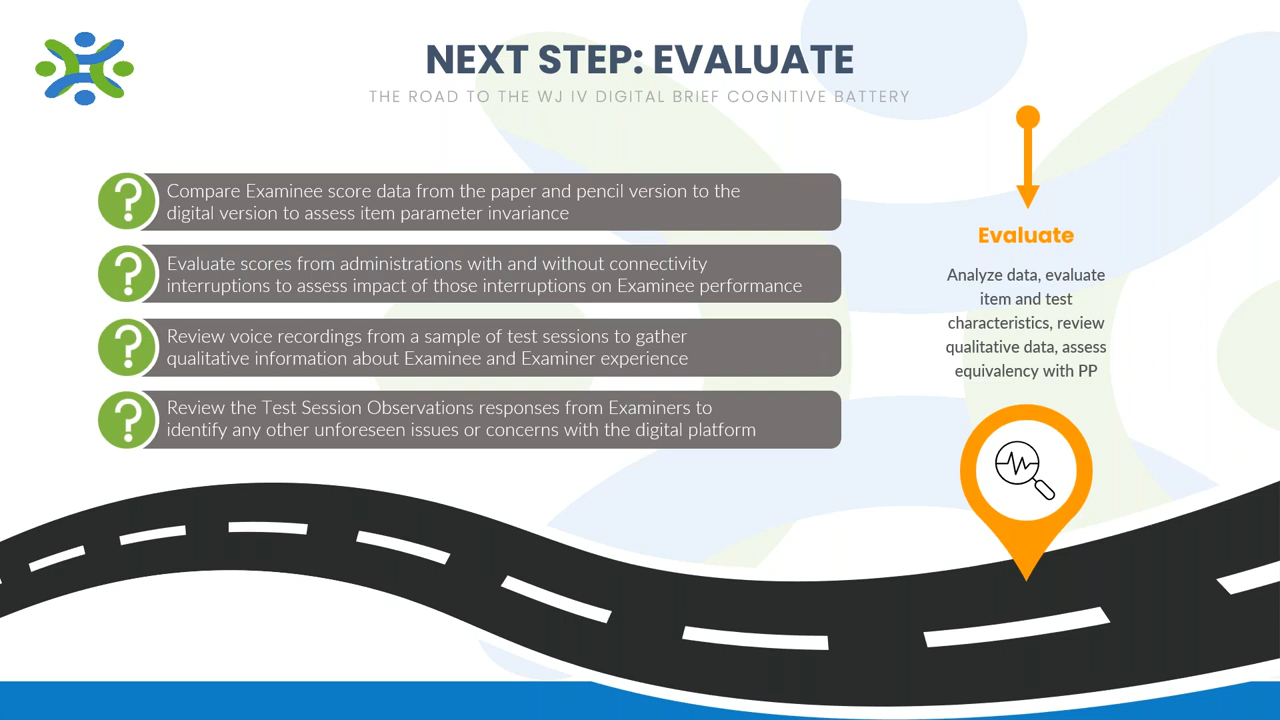 NEXT STEP: EVALUATE
THE ROAD TO THE WJ IV DIGITAL BRIEF COGNITIVE BATTERY
Compare Examinee score data from the paper and pencil version to the
digital version to assess item parameter invariance
Evaluate scores from administrations with and without connectivity
interruptions to assess impact of those interruptions on Examinee performance
Review voice recordings from a sample of test sessions to gather
qualitative information about Examinee and Examiner experience
Review the Test Session Observations responses from Examiners to
identify any other unforeseen issues or concerns with the digital platform
Evaluate
Analyze data, evaluate
item and test
characteristics, review
qualitative data, assess
equivalency with PP